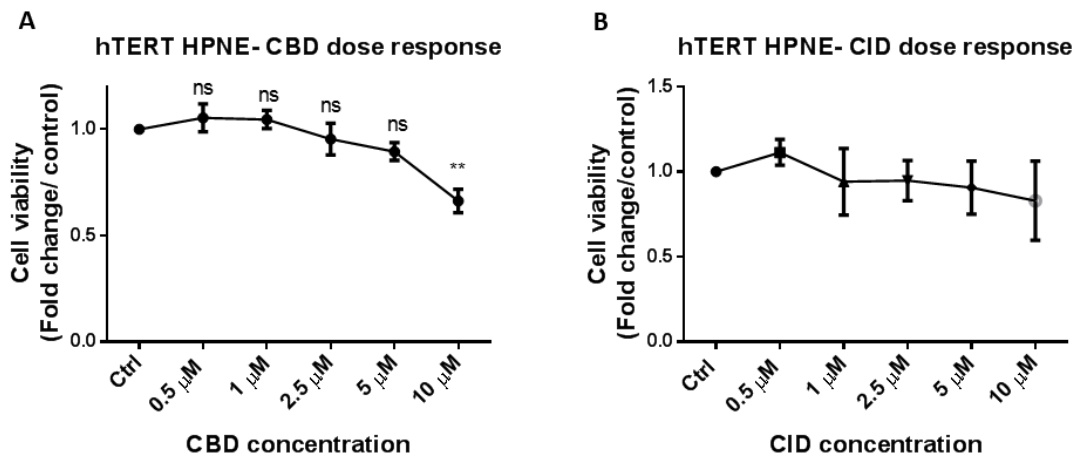 A
hTERT HPNE- CBD dose response
Cell viability
(Fold change/ control)
1.0
0.5
0.0
ns
ns
ns
ns
**
Ctrl
0.5 µM
1 µM
2.5 µM
5 µM
10 µM
CBD concentration
B
hTERT HPNE- CID dose response
Cell viability
(Fold change/control)
1.5
1.0
0.5
0.0
Ctrl
0.5 µM
1 µM
2.5 µM
5 µM
10 µM
CID concentration